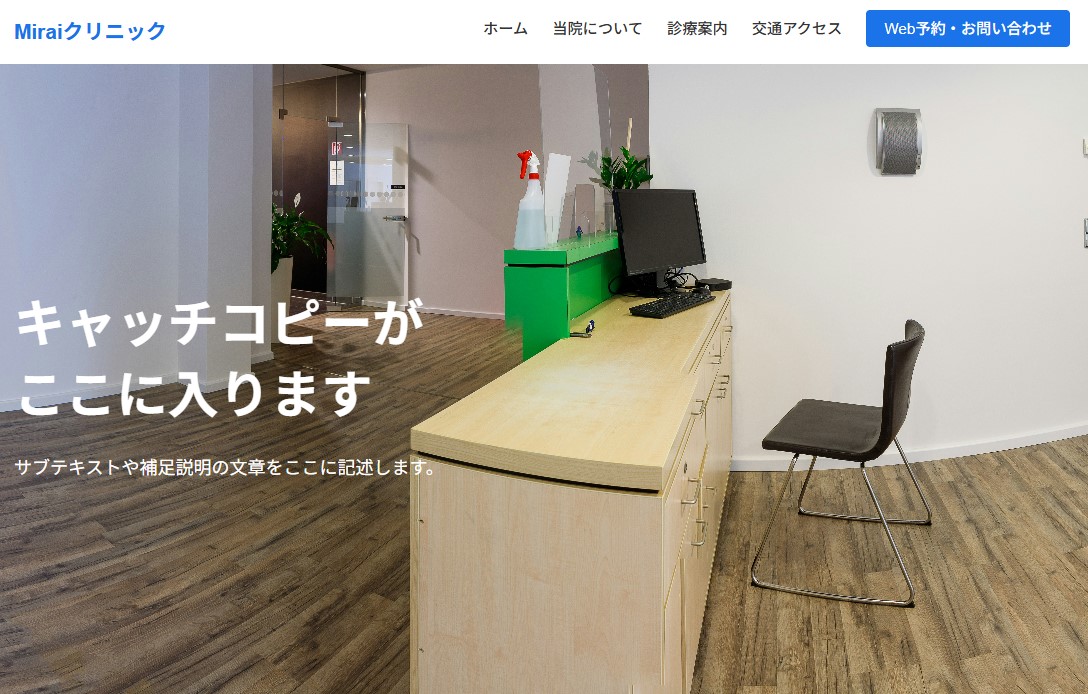 Miraiクリニック
ホーム 当院について 診療案内 交通アクセス Web予約・お問い合わせ
キャッチコピーが
ここに入ります
サブテキストや補足説明の文章をここに記述します。